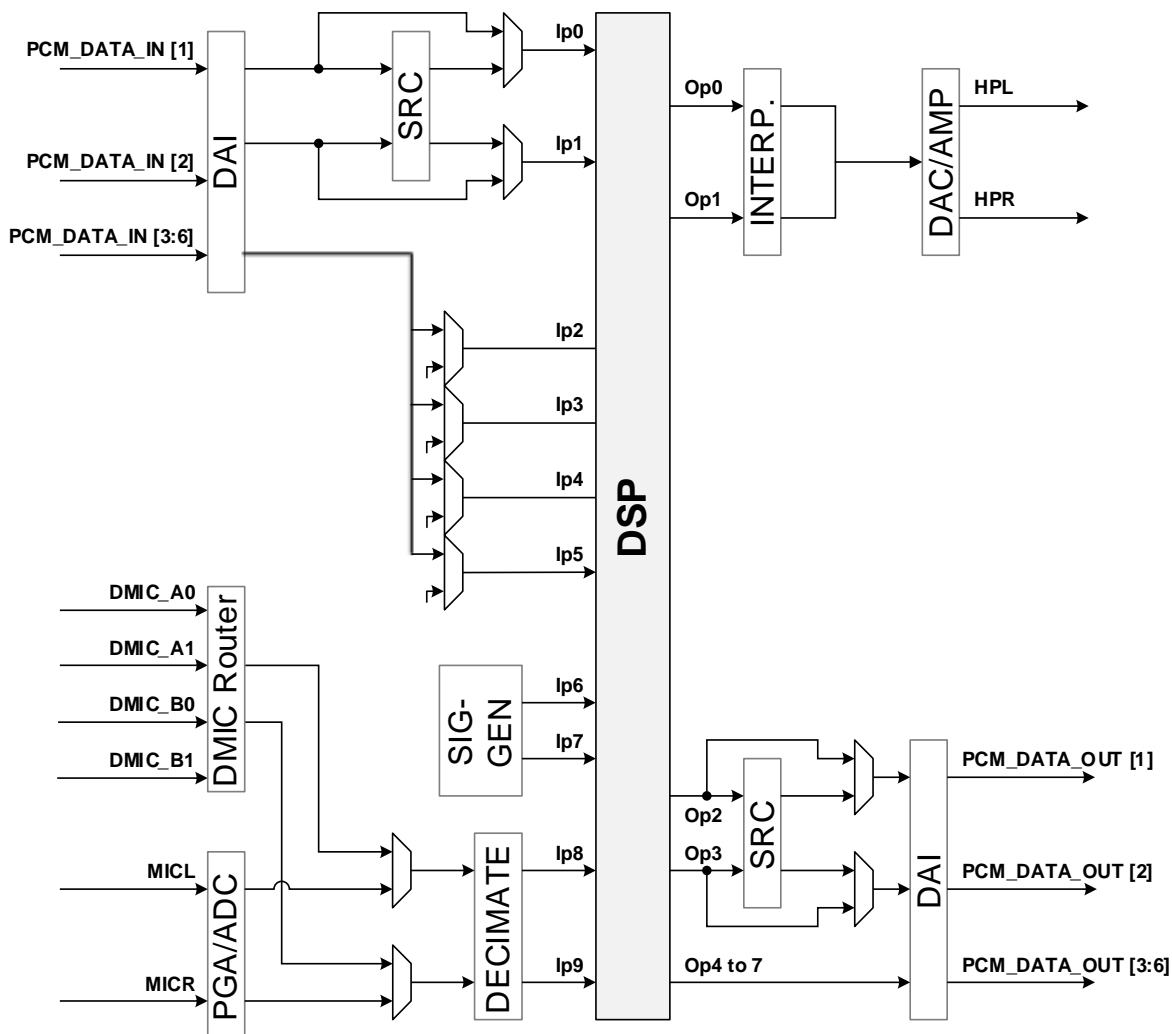 PCM_DATA_IN [1]
PCM_DATA_IN [2]
PCM_DATA_IN [3:6]
DAI
SRC
Ip0
Ip1
Ip2
Ip3
Ip4
Ip5
DMIC_A0
DMIC_A1
DMIC_B0
DMIC_B1
DMIC Router
MICL
MICR
PGA/ADC
SIG-
GEN
Ip6
Ip7
DECIMATE
Ip8
Ip9
DSP
Op0
Op1
INTERP.
DAC/AMP
HPL
HPR
Op2
Op3
SRC
Op4 to 7
DAI
PCM_DATA_OUT [1]
PCM_DATA_OUT [2]
PCM_DATA_OUT [3:6]